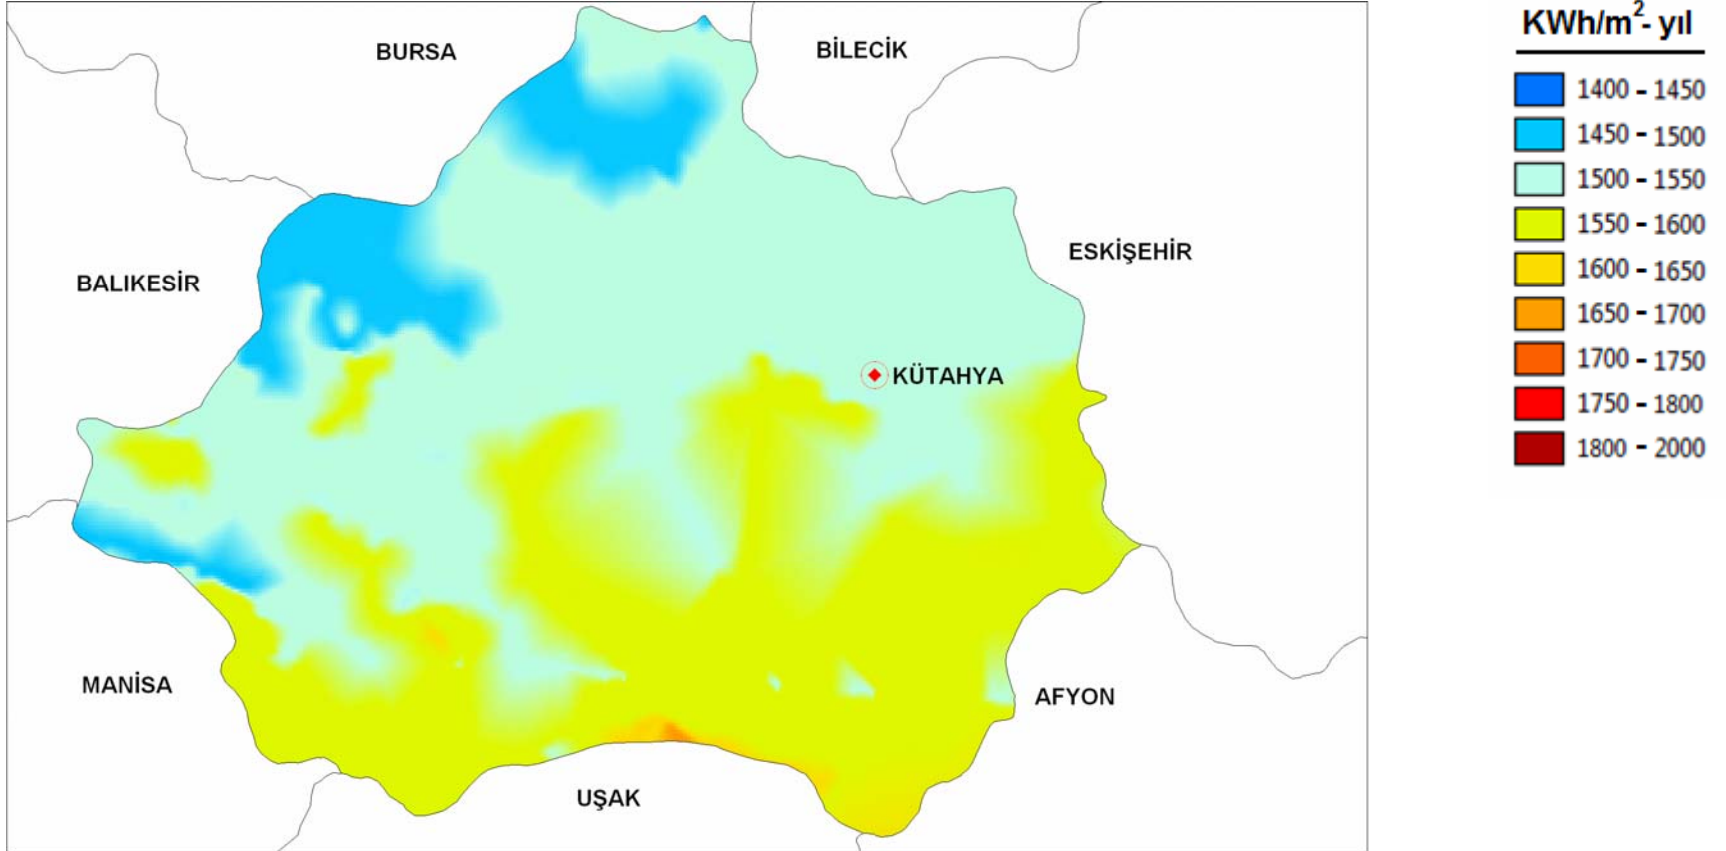 BURSA
BİLECİK
ESKİŞEHİR
BALIKESİR
KÜTAHYA
MANİSA
AFYON
UŞAK
KWh/m²- yıl
1400 - 1450
1450 - 1500
1500 - 1550
1550 - 1600
1600 - 1650
1650 - 1700
1700 - 1750
1750 - 1800
1800 - 2000